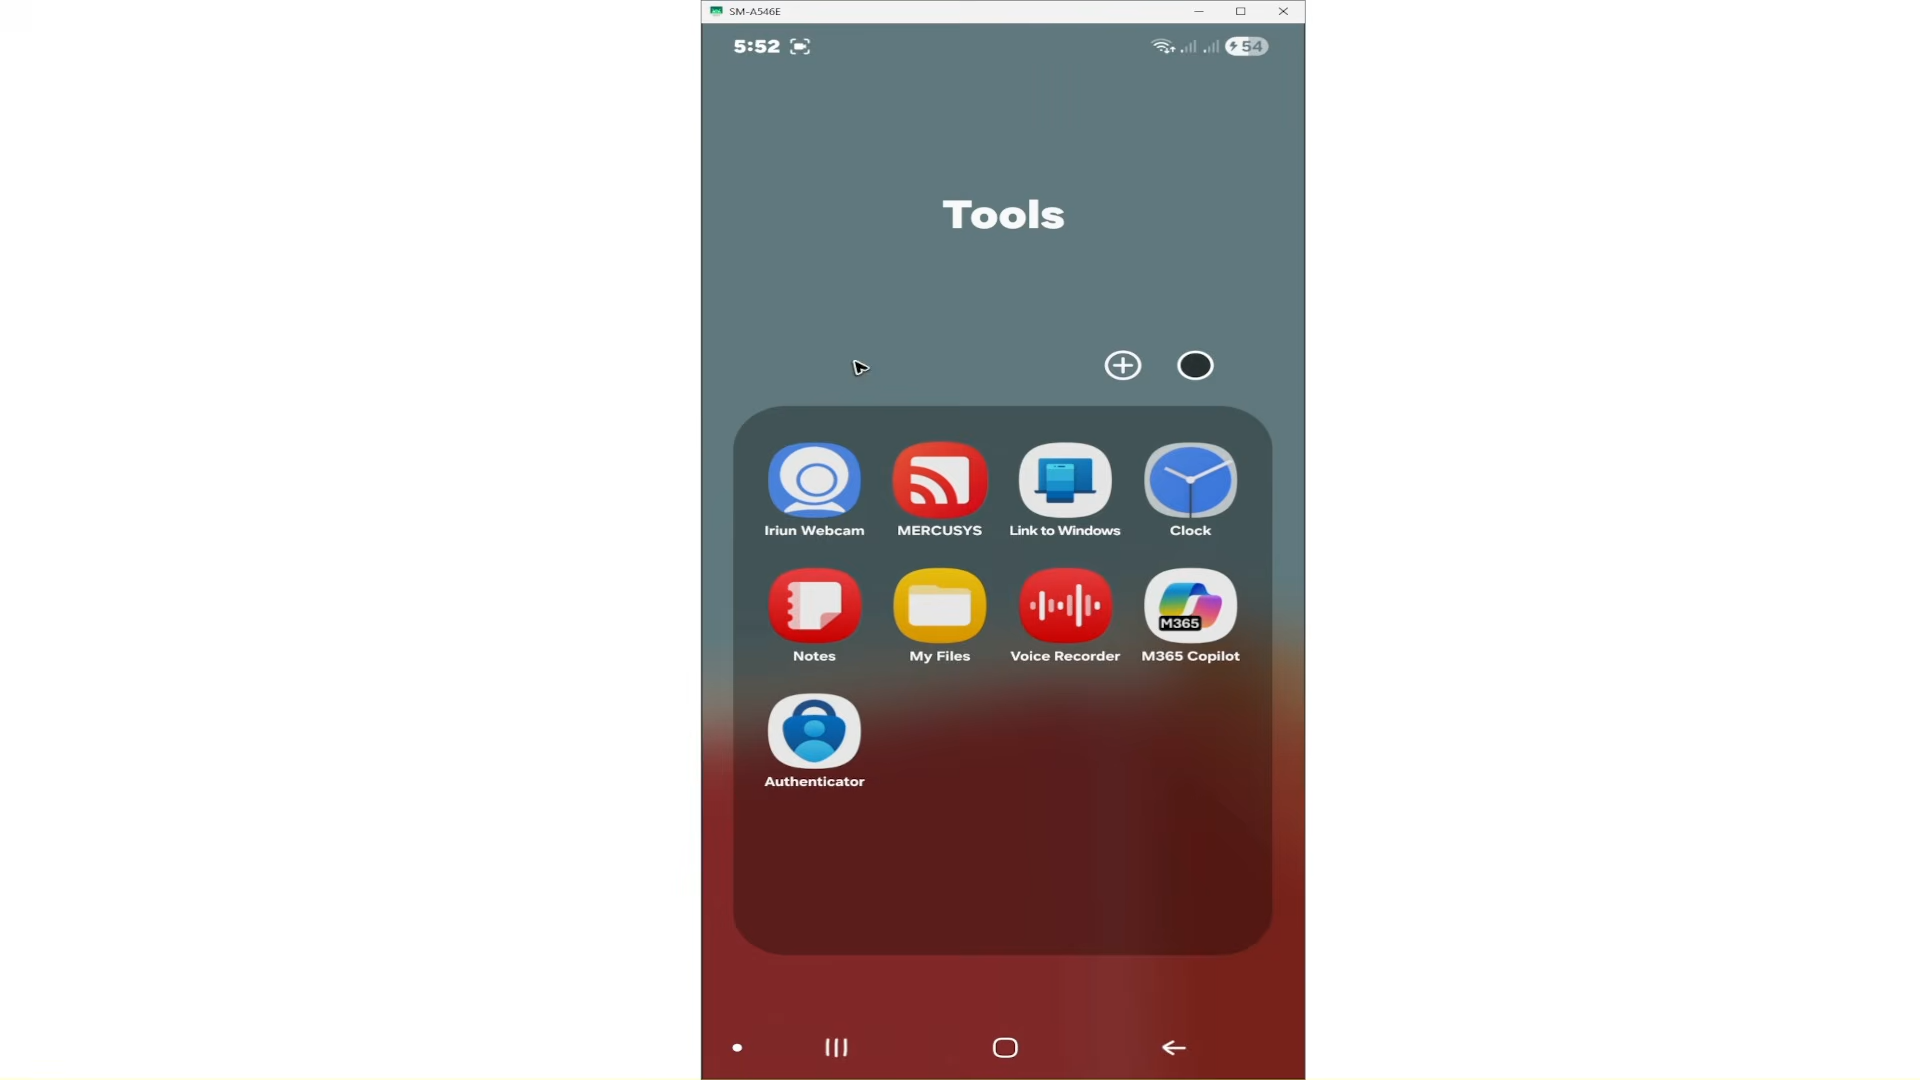 SM-A546E
5:52
54
Tools
Iriun Webcam
MERCUSYS
Link to Windows
Clock
Notes
My Files
Voice Recorder
M365
M365 Copilot
Authenticator